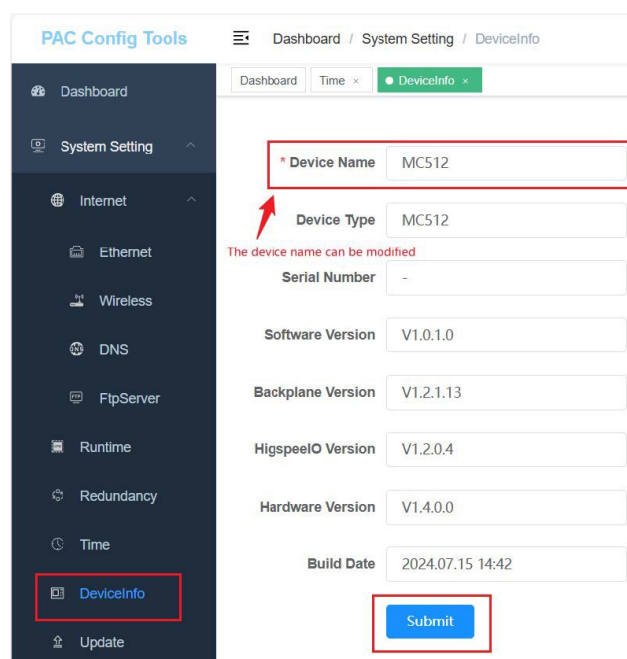 PAC Config Tools
Dashboard / System Setting / DeviceInfo
Dashboard
Time ×
DeviceInfo ×
Dashboard
System Setting
Internet
Ethernet
Wireless
DNS
FtpServer
Runtime
Redundancy
Time
DeviceInfo
Update
* Device Name MC512
Device Type MC512
The device name can be modified
Serial Number -
Software Version V1.0.1.0
Backplane Version V1.2.1.13
HigspeeIO Version V1.2.0.4
Hardware Version V1.4.0.0
Build Date 2024.07.15 14:42
Submit